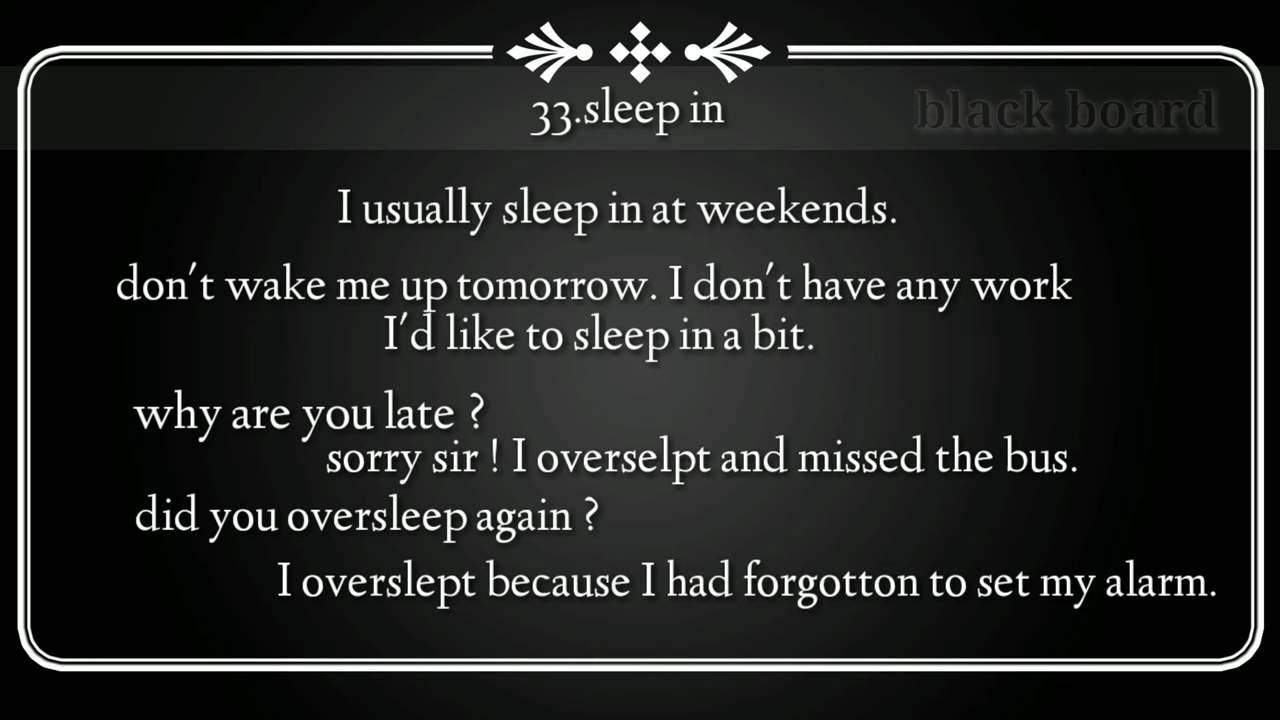 33.sleep in
black board
I usually sleep in at weekends.
don't wake me up tomorrow. I don't have any work
I'd like to sleep in a bit.
why are you late ?
sorry sir ! I overselpt and missed the bus.
did you oversleep again ?
I overslept because I had forgotton to set my alarm.